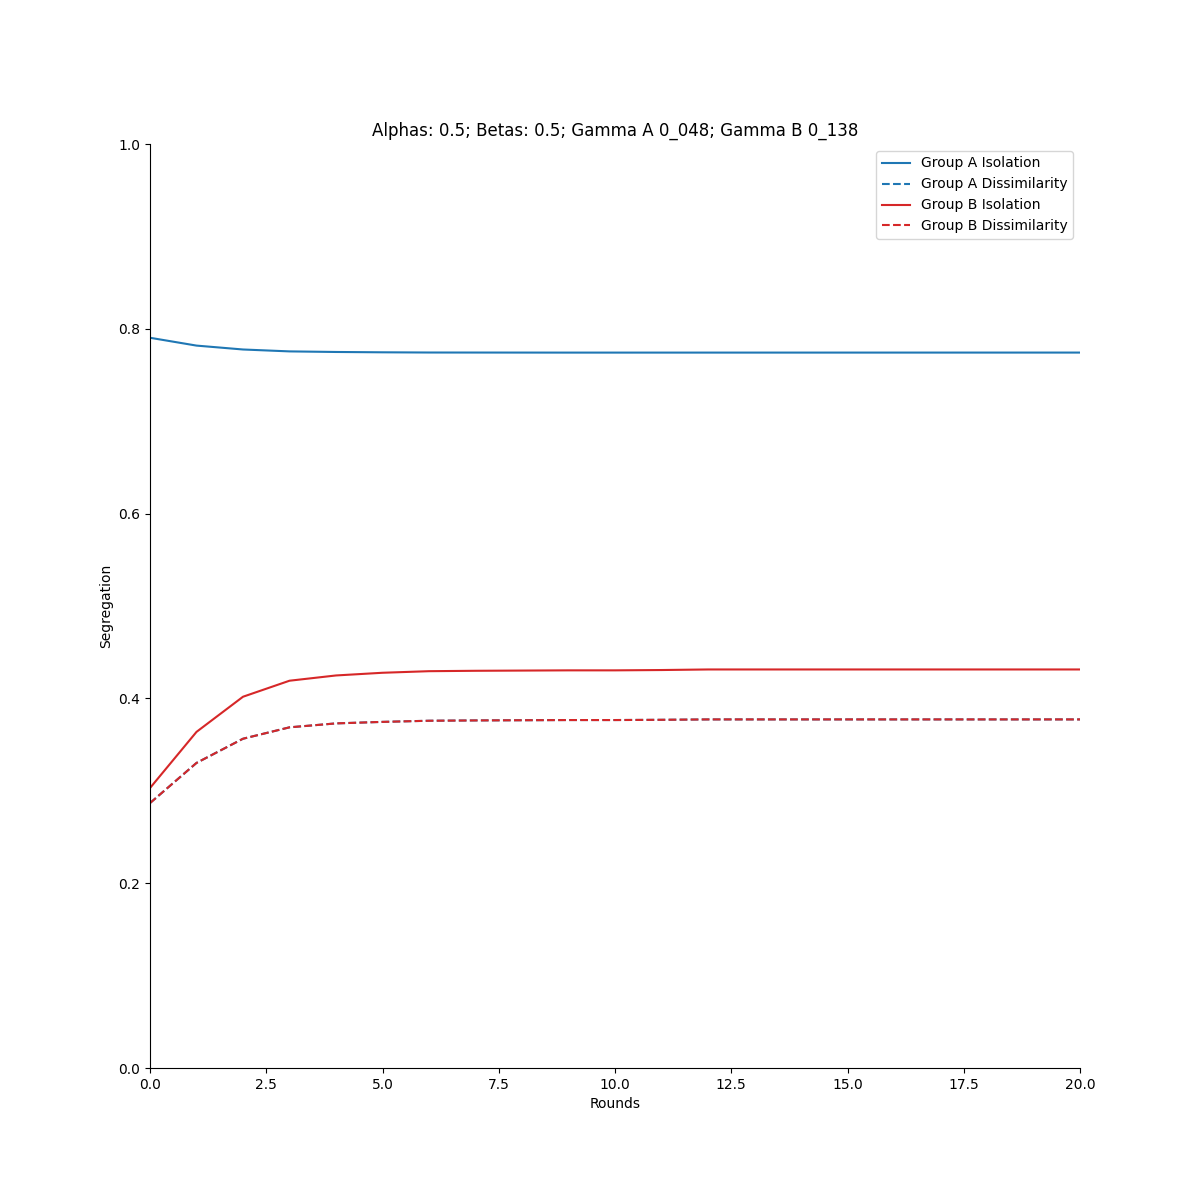 Alphas: 0.5; Betas: 0.5; Gamma A 0_048; Gamma B 0_138
Group A Isolation
Group A Dissimilarity
Group B Isolation
Group B Dissimilarity
1.0
0.8
0.6
0.4
0.2
0.0
Segregation
0.0 2.5 5.0 7.5 10.0 12.5 15.0 17.5 20.0
Rounds